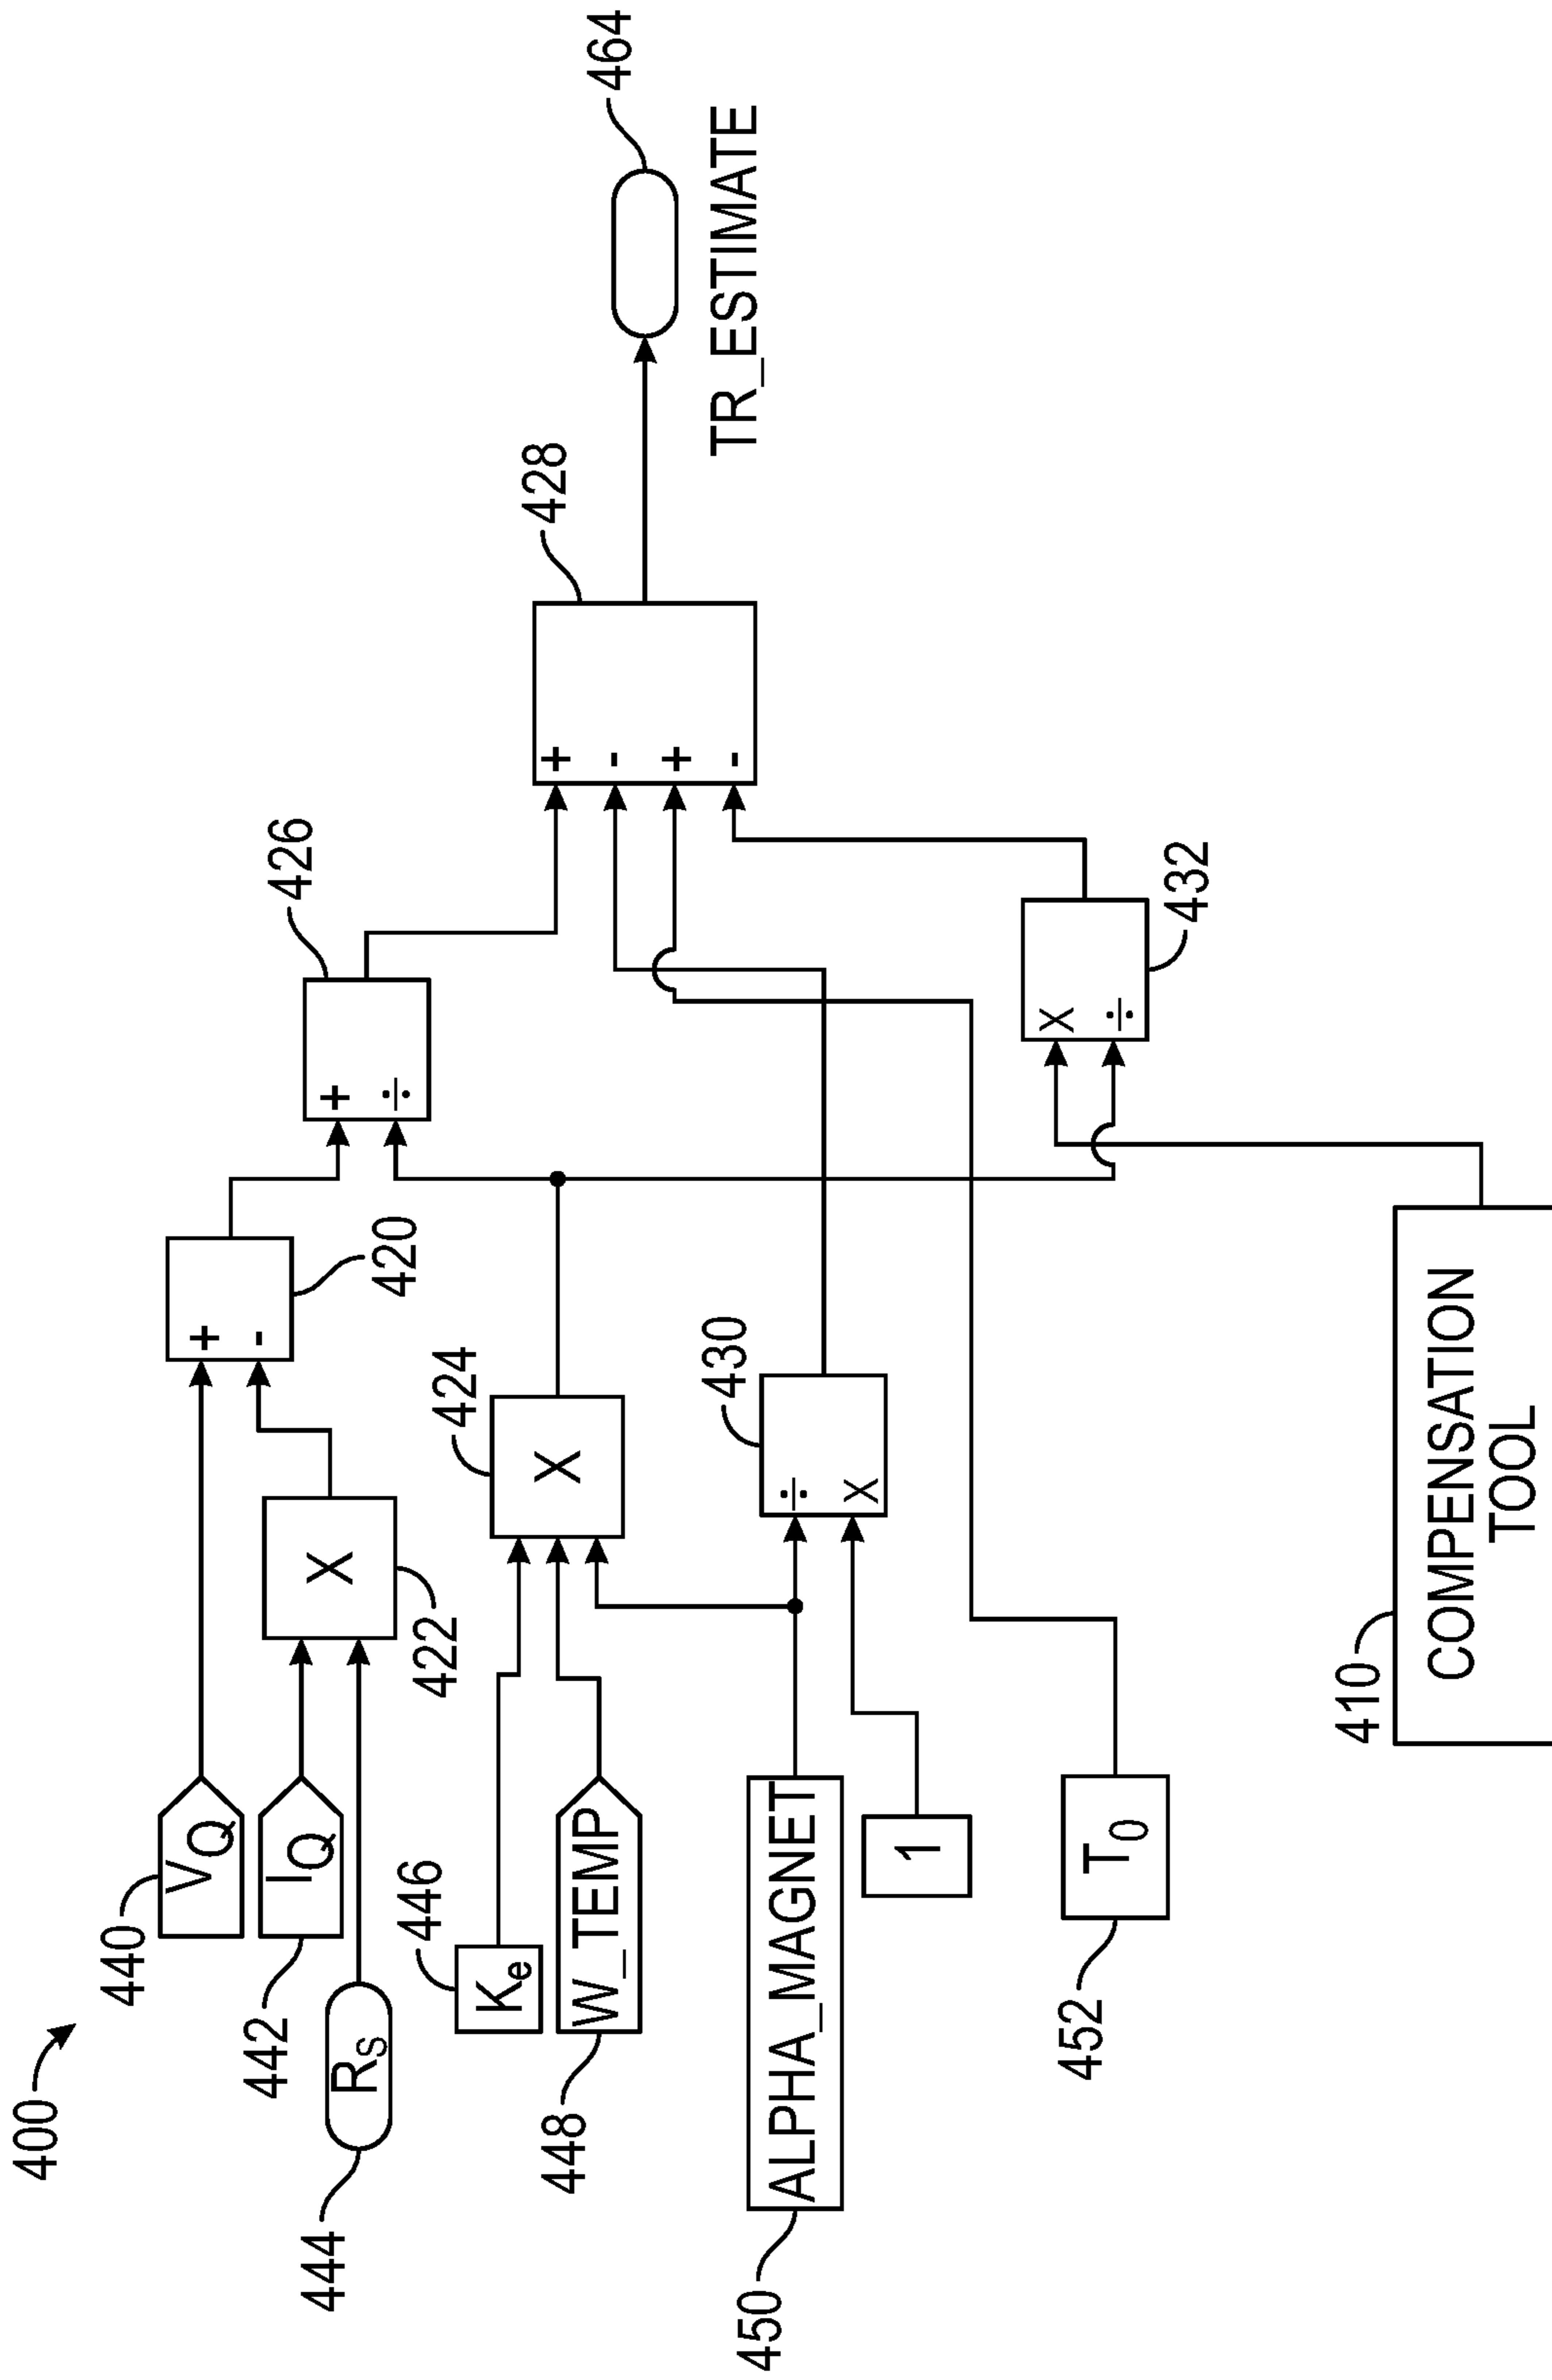 400
440
V_Q
442
I_Q
444
R_S
422
X
+
-
420
446
K_e
448
W_TEMP
424
X
426
+
÷
450
ALPHA_MAGNET
1
430
÷
X
452
T_0
410
COMPENSATION
TOOL
432
X
÷
428
+
-
+
-
464
TR_ESTIMATE